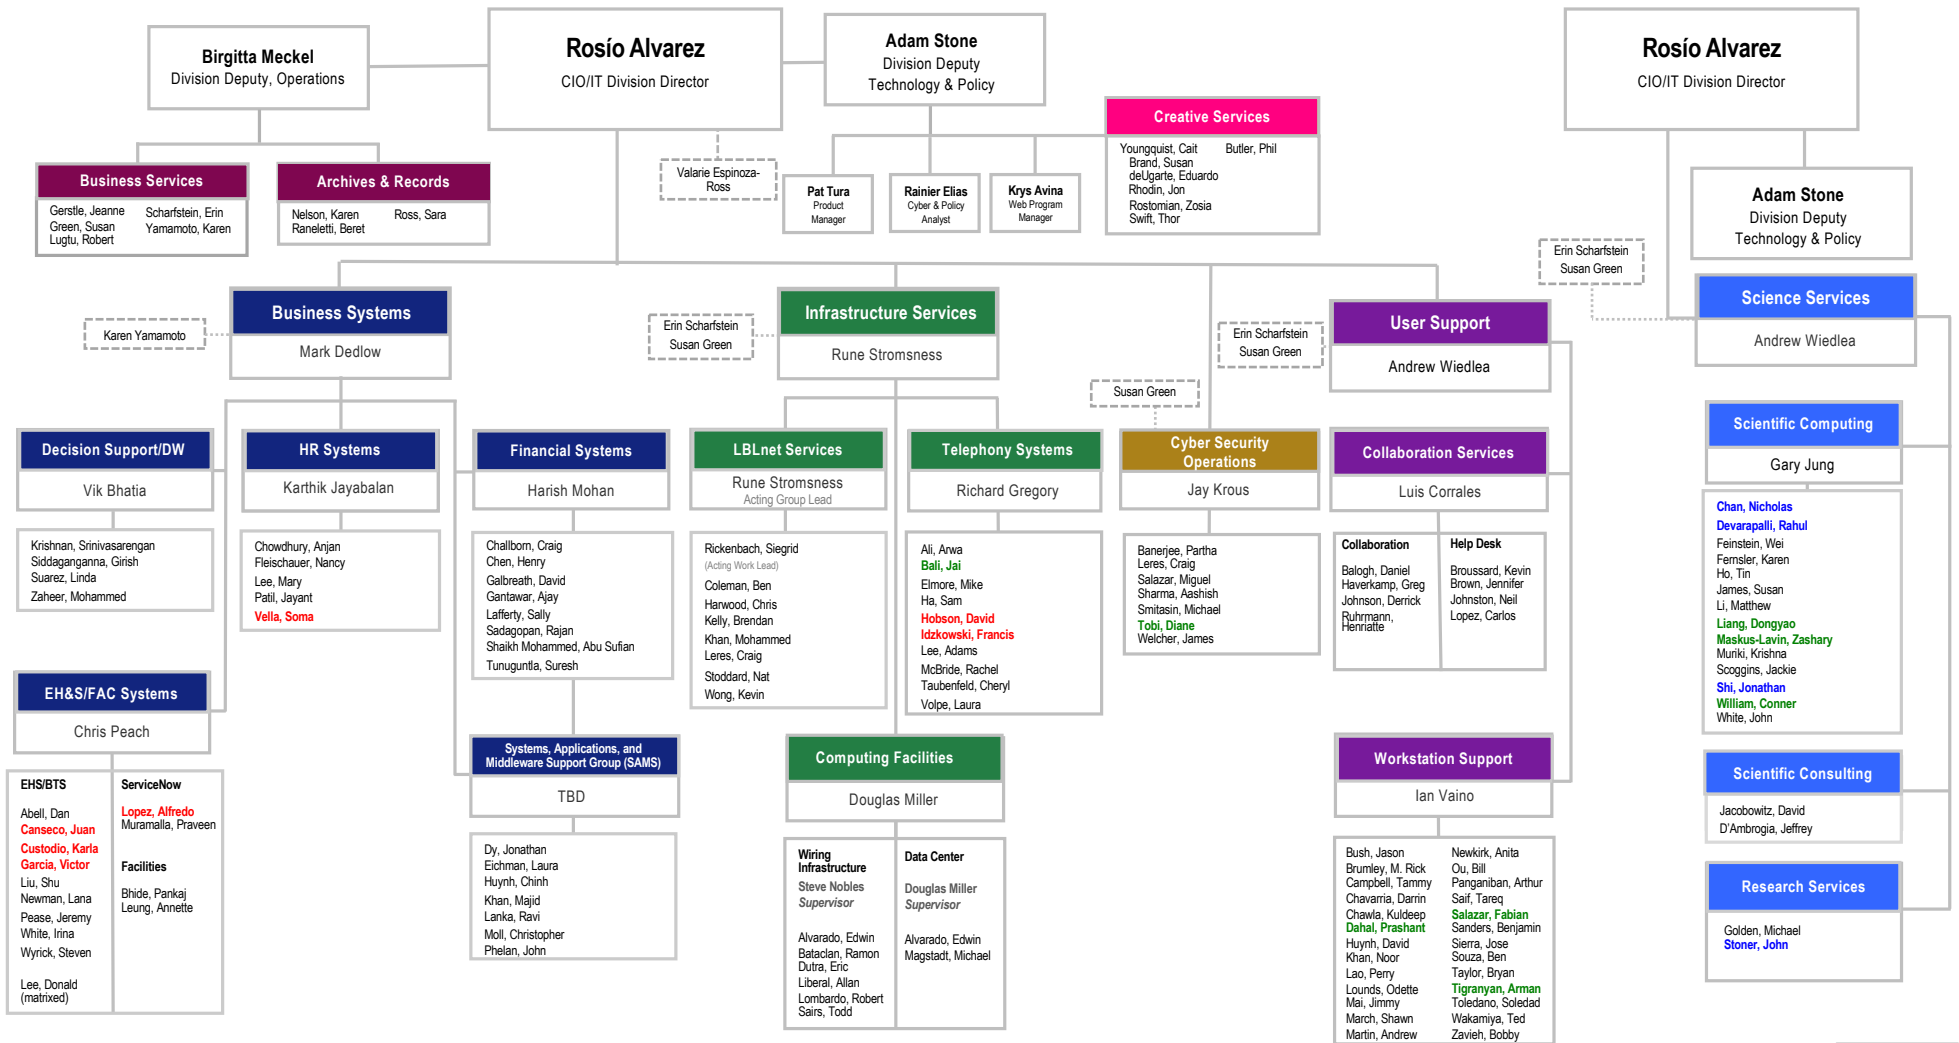 Birgitta Meckel
Division Deputy, Operations
Rosío Alvarez
CIO/IT Division Director
Adam Stone
Division Deputy
Technology & Policy
Rosío Alvarez
CIO/IT Division Director
Adam Stone
Division Deputy
Technology & Policy
Business Services
Gerstle, Jeanne
Green, Susan
Lugtu, Robert
Scharfstein, Erin
Yamamoto, Karen
Archives & Records
Nelson, Karen
Raneletti, Beret
Ross, Sara
Valarie Espinoza-
Ross
Pat Tura
Product
Manager
Rainier Elias
Cyber & Policy
Analyst
Krys Avina
Web Program
Manager
Creative Services
Youngquist, Cait
Brand, Susan
deUgarte, Eduardo
Rhodin, Jon
Rostomian, Zosia
Swift, Thor
Butler, Phil
Business Systems
Mark Dedlow
Karen Yamamoto
Infrastructure Services
Rune Stromsness
Erin Scharfstein
Susan Green
User Support
Andrew Wiedlea
Erin Scharfstein
Susan Green
Science Services
Andrew Wiedlea
Erin Scharfstein
Susan Green
Decision Support/DW
Vik Bhatia
Krishnan, Srinivasarengan
Siddaganganna, Girish
Suarez, Linda
Zaheer, Mohammed
HR Systems
Karthik Jayabalan
Chowdhury, Anjan
Fleischauer, Nancy
Lee, Mary
Patil, Jayant
Vella, Soma
Financial Systems
Harish Mohan
Challborn, Craig
Chen, Henry
Galbreath, David
Gantawar, Ajay
Lafferty, Sally
Sadagopan, Rajan
Shaikh Mohammed, Abu Sufian
Tunuguntla, Suresh
LBLnet Services
Rune Stromsness
Acting Group Lead
Rickenbach, Siegrid
(Acting Work Lead)
Coleman, Ben
Harwood, Chris
Kelly, Brendan
Khan, Mohammed
Leres, Craig
Stoddard, Nat
Wong, Kevin
Telephony Systems
Richard Gregory
Ali, Arwa
Bali, Jai
Elmore, Mike
Ha, Sam
Hobson, David
Idzkowski, Francis
Lee, Adams
McBride, Rachel
Taubenfeld, Cheryl
Volpe, Laura
Susan Green
Cyber Security
Operations
Jay Krous
Banerjee, Partha
Leres, Craig
Salazar, Miguel
Sharma, Aashish
Smitasin, Michael
Tobi, Diane
Welcher, James
Collaboration Services
Luis Corrales
Collaboration
Balogh, Daniel
Haverkamp, Greg
Johnson, Derrick
Ruhrmann,
Henriatte
Help Desk
Broussard, Kevin
Brown, Jennifer
Johnston, Neil
Lopez, Carlos
Scientific Computing
Gary Jung
Chan, Nicholas
Devarapalli, Rahul
Feinstein, Wei
Fernsler, Karen
Ho, Tin
James, Susan
Li, Matthew
Liang, Dongyao
Maskus-Lavin, Zashary
Muriki, Krishna
Scoggins, Jackie
Shi, Jonathan
William, Conner
White, John
EH&S/FAC Systems
Chris Peach
EHS/BTS
Abell, Dan
Canseco, Juan
Custodio, Karla
Garcia, Victor
Liu, Shu
Newman, Lana
Pease, Jeremy
White, Irina
Wyrick, Steven
Lee, Donald
(matrixed)
ServiceNow
Lopez, Alfredo
Muramalla, Praveen
Facilities
Bhide, Pankaj
Leung, Annette
Systems, Applications, and
Middleware Support Group (SAMS)
TBD
Dy, Jonathan
Eichman, Laura
Huynh, Chinh
Khan, Majid
Lanka, Ravi
Moll, Christopher
Phelan, John
Computing Facilities
Douglas Miller
Wiring
Infrastructure
Steve Nobles
Supervisor
Alvarado, Edwin
Bataclan, Ramon
Dutra, Eric
Liberal, Allan
Lombardo, Robert
Sairs, Todd
Data Center
Douglas Miller
Supervisor
Alvarado, Edwin
Magstadt, Michael
Workstation Support
Ian Vaino
Bush, Jason
Brumley, M. Rick
Campbell, Tammy
Chavarria, Darrin
Chawla, Kuldeep
Dahal, Prashant
Huynh, David
Khan, Noor
Lao, Perry
Lounds, Odette
Mai, Jimmy
March, Shawn
Martin, Andrew
Newkirk, Anita
Ou, Bill
Panganiban, Arthur
Saif, Tareq
Salazar, Fabian
Sanders, Benjamin
Sierra, Jose
Souza, Ben
Taylor, Bryan
Tigranyan, Arman
Toledano, Soledad
Wakamiya, Ted
Zavieh, Bobby
Scientific Consulting
Jacobowitz, David
D'Ambrogia, Jeffrey
Research Services
Golden, Michael
Stoner, John